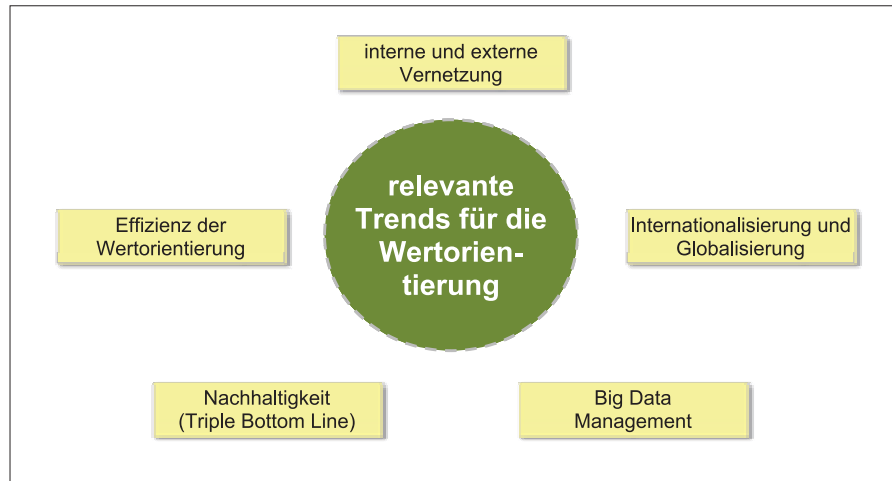 interne und externe
Vernetzung
relevante
Trends für die
Wertorien-
tierung
Effizienz der
Wertorientierung
Internationalisierung und
Globalisierung
Nachhaltigkeit
(Triple Bottom Line)
Big Data
Management